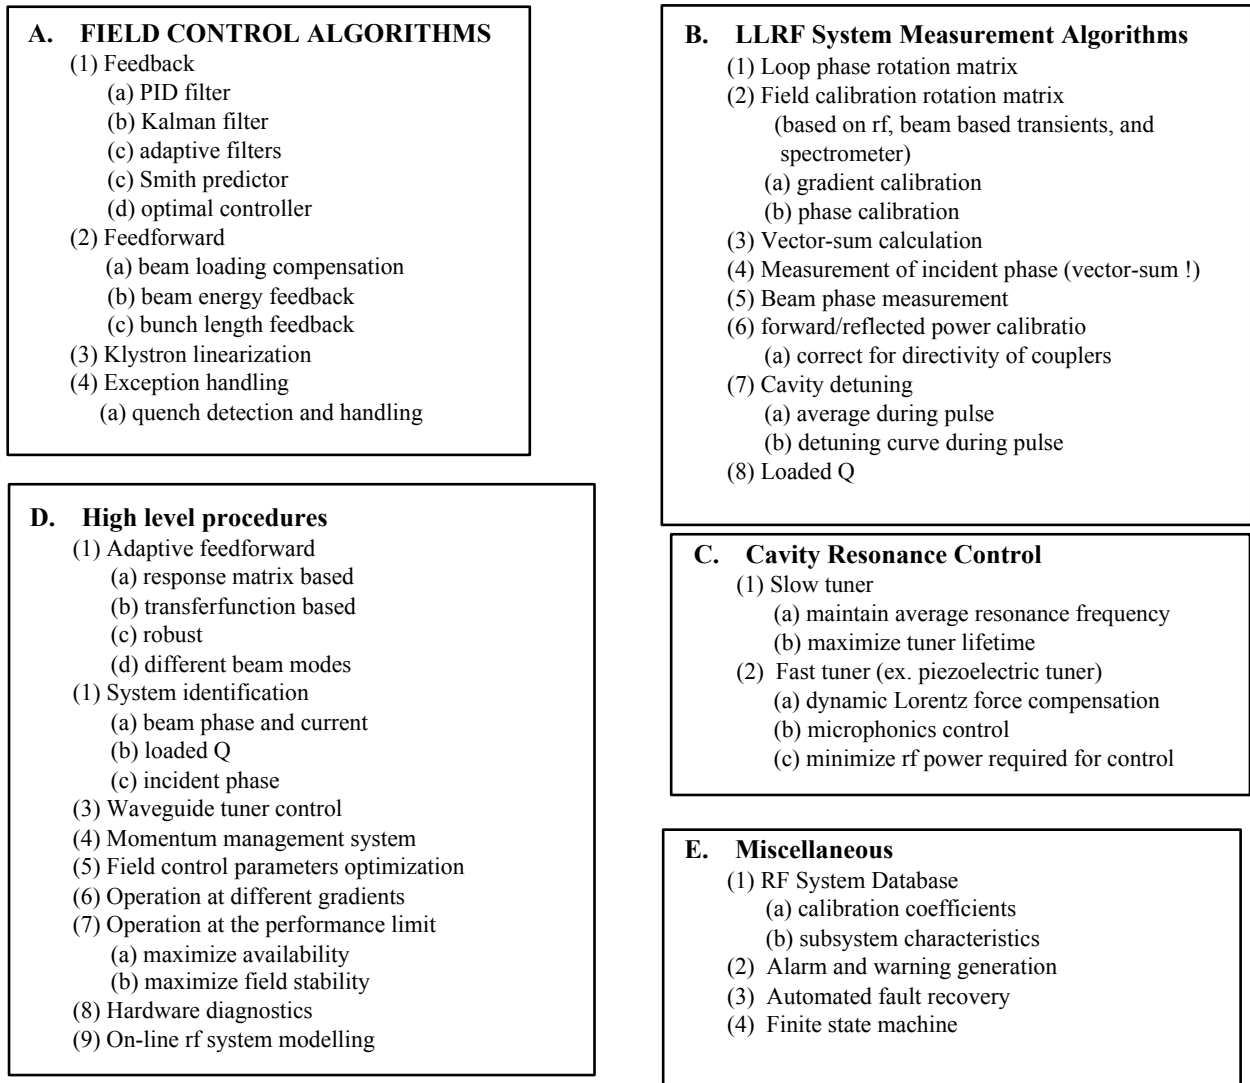 A. FIELD CONTROL ALGORITHMS
(1) Feedback
(a) PID filter
(b) Kalman filter
(c) adaptive filters
(c) Smith predictor
(d) optimal controller
(2) Feedforward
(a) beam loading compensation
(b) beam energy feedback
(c) bunch length feedback
(3) Klystron linearization
(4) Exception handling
(a) quench detection and handling
B. LLRF System Measurement Algorithms
(1) Loop phase rotation matrix
(2) Field calibration rotation matrix
(based on rf, beam based transients, and
spectrometer)
(a) gradient calibration
(b) phase calibration
(3) Vector-sum calculation
(4) Measurement of incident phase (vector-sum !)
(5) Beam phase measurement
(6) forward/reflected power calibratio
(a) correct for directivity of couplers
(7) Cavity detuning
(a) average during pulse
(b) detuning curve during pulse
(8) Loaded Q
C. Cavity Resonance Control
(1) Slow tuner
(a) maintain average resonance frequency
(b) maximize tuner lifetime
(2) Fast tuner (ex. piezoelectric tuner)
(a) dynamic Lorentz force compensation
(b) microphonics control
(c) minimize rf power required for control
D. High level procedures
(1) Adaptive feedforward
(a) response matrix based
(b) transferfunction based
(c) robust
(d) different beam modes
(1) System identification
(a) beam phase and current
(b) loaded Q
(c) incident phase
(3) Waveguide tuner control
(4) Momentum management system
(5) Field control parameters optimization
(6) Operation at different gradients
(7) Operation at the performance limit
(a) maximize availability
(b) maximize field stability
(8) Hardware diagnostics
(9) On-line rf system modelling
E. Miscellaneous
(1) RF System Database
(a) calibration coefficients
(b) subsystem characteristics
(2) Alarm and warning generation
(3) Automated fault recovery
(4) Finite state machine